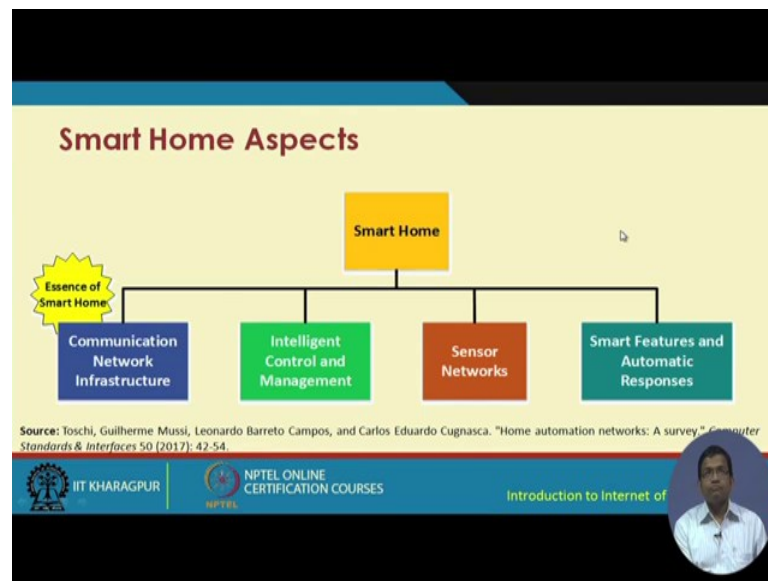 Smart Home Aspects
Smart Home
Essence of
Smart Home
Communication
Network
Infrastructure
Intelligent
Control and
Management
Sensor
Networks
Smart Features and
Automatic
Responses
Source: Toschi, Guilherme Mussi, Leonardo Barreto Campos, and Carlos Eduardo Cugnasca. "Home automation networks: A survey." Computer
Standards & Interfaces 50 (2017): 42-54.
IIT KHARAGPUR
NPTEL ONLINE
CERTIFICATION COURSES
NPTEL
Introduction to Internet of